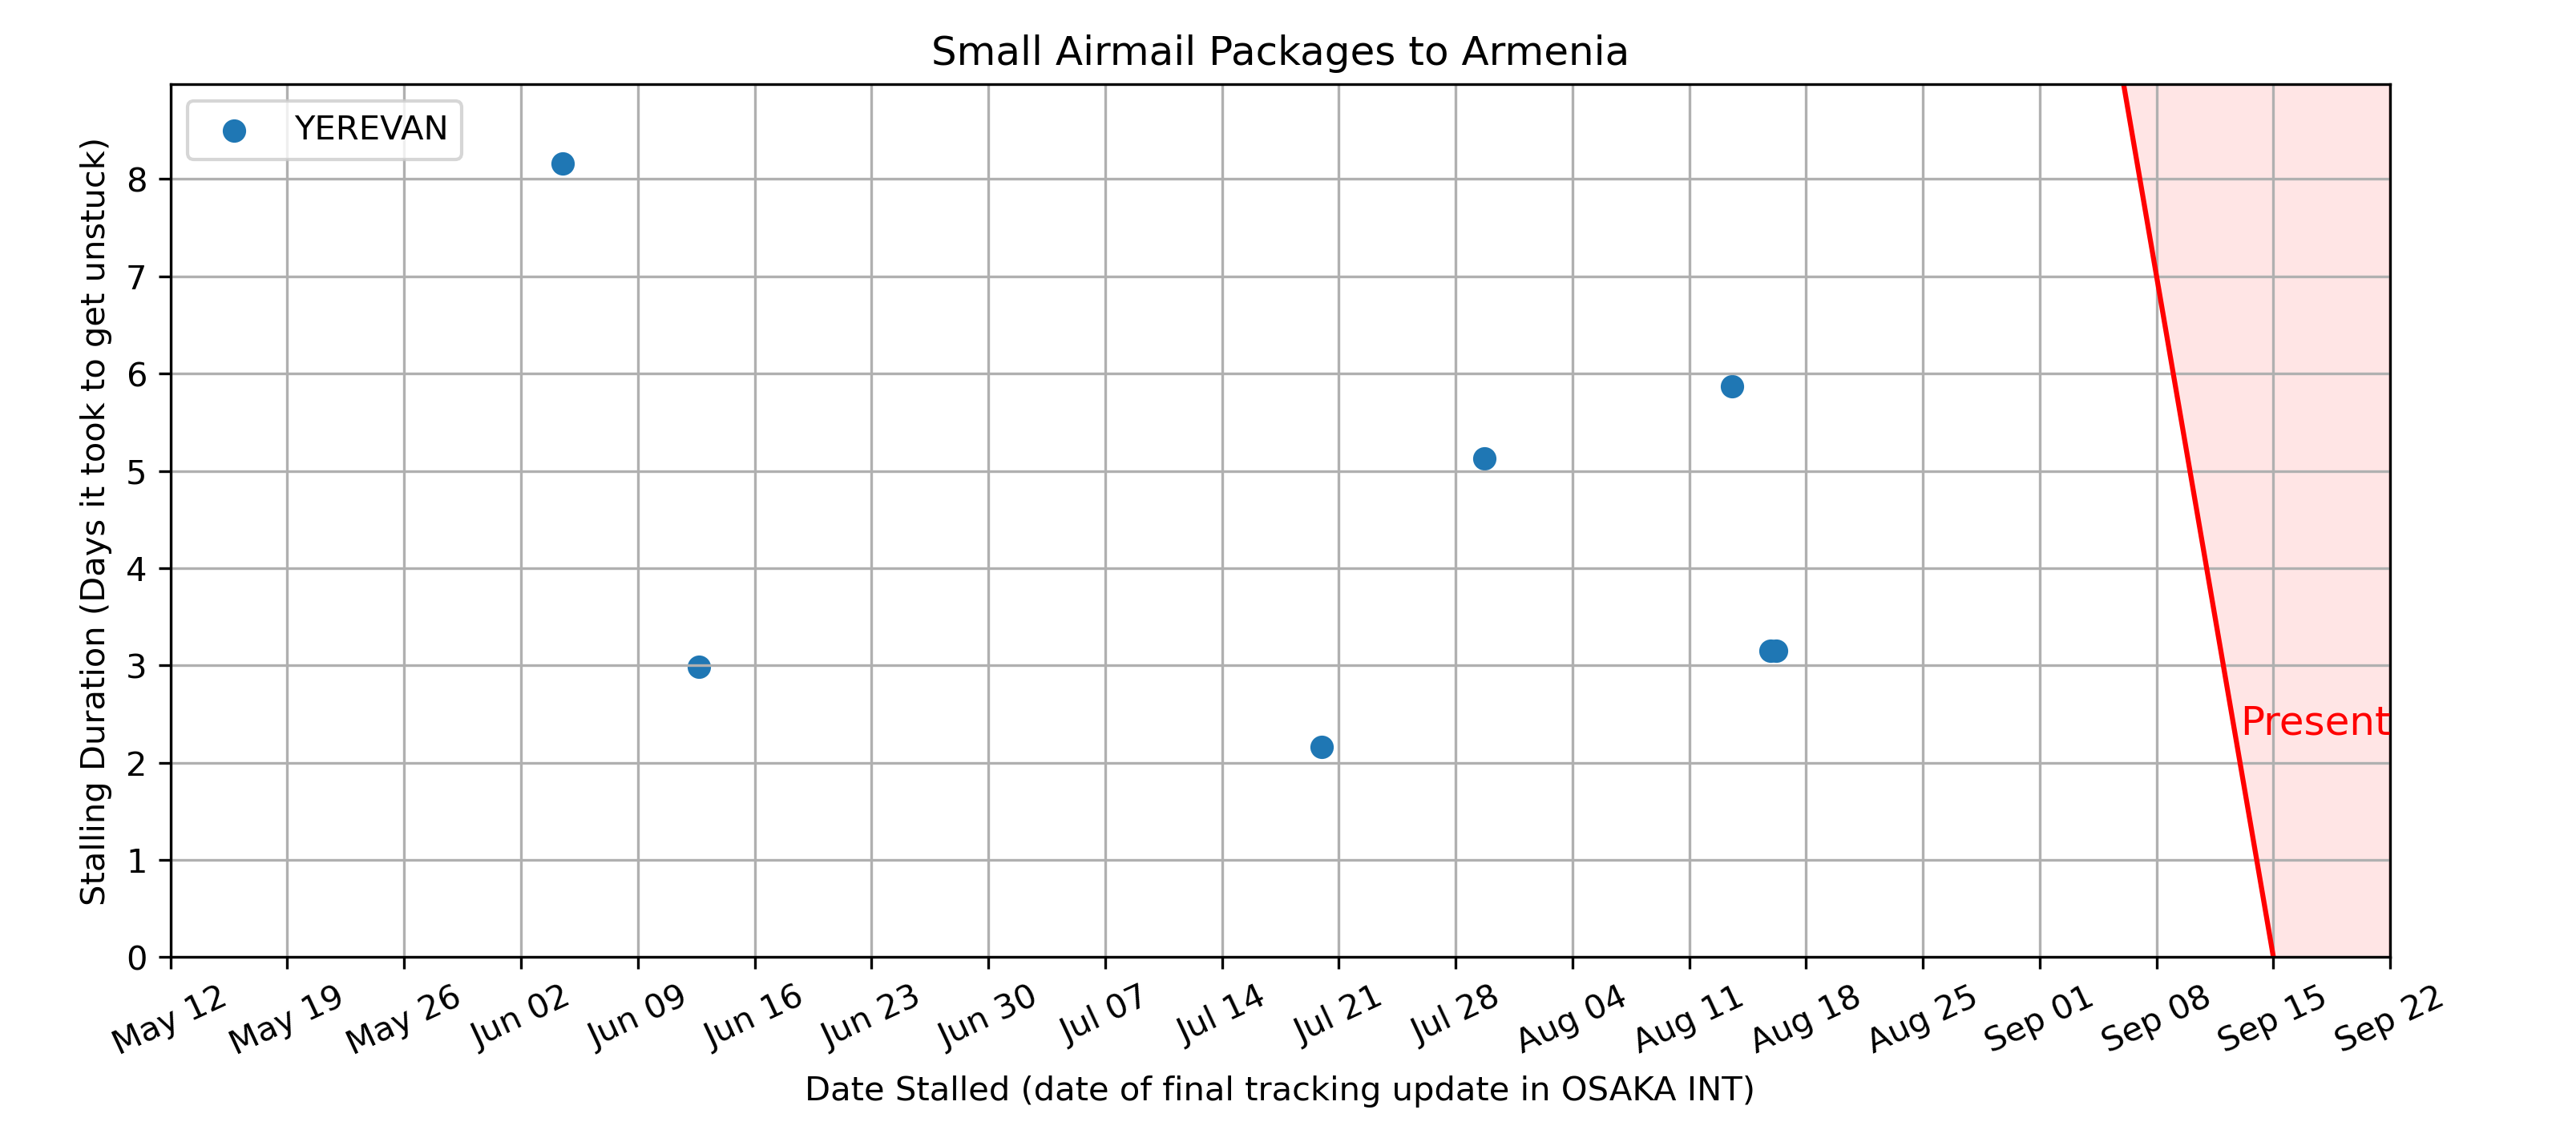 Small Airmail Packages to Armenia
YEREVAN
Stalling Duration (Days it took to get unstuck)
8
7
6
5
4
3
2
1
0
Present
May 12
May 19
May 26
Jun 02
Jun 09
Jun 16
Jun 23
Jun 30
Jul 07
Jul 14
Jul 21
Jul 28
Aug 04
Aug 11
Aug 18
Aug 25
Sep 01
Sep 08
Sep 15
Sep 22
Date Stalled (date of final tracking update in OSAKA INT)